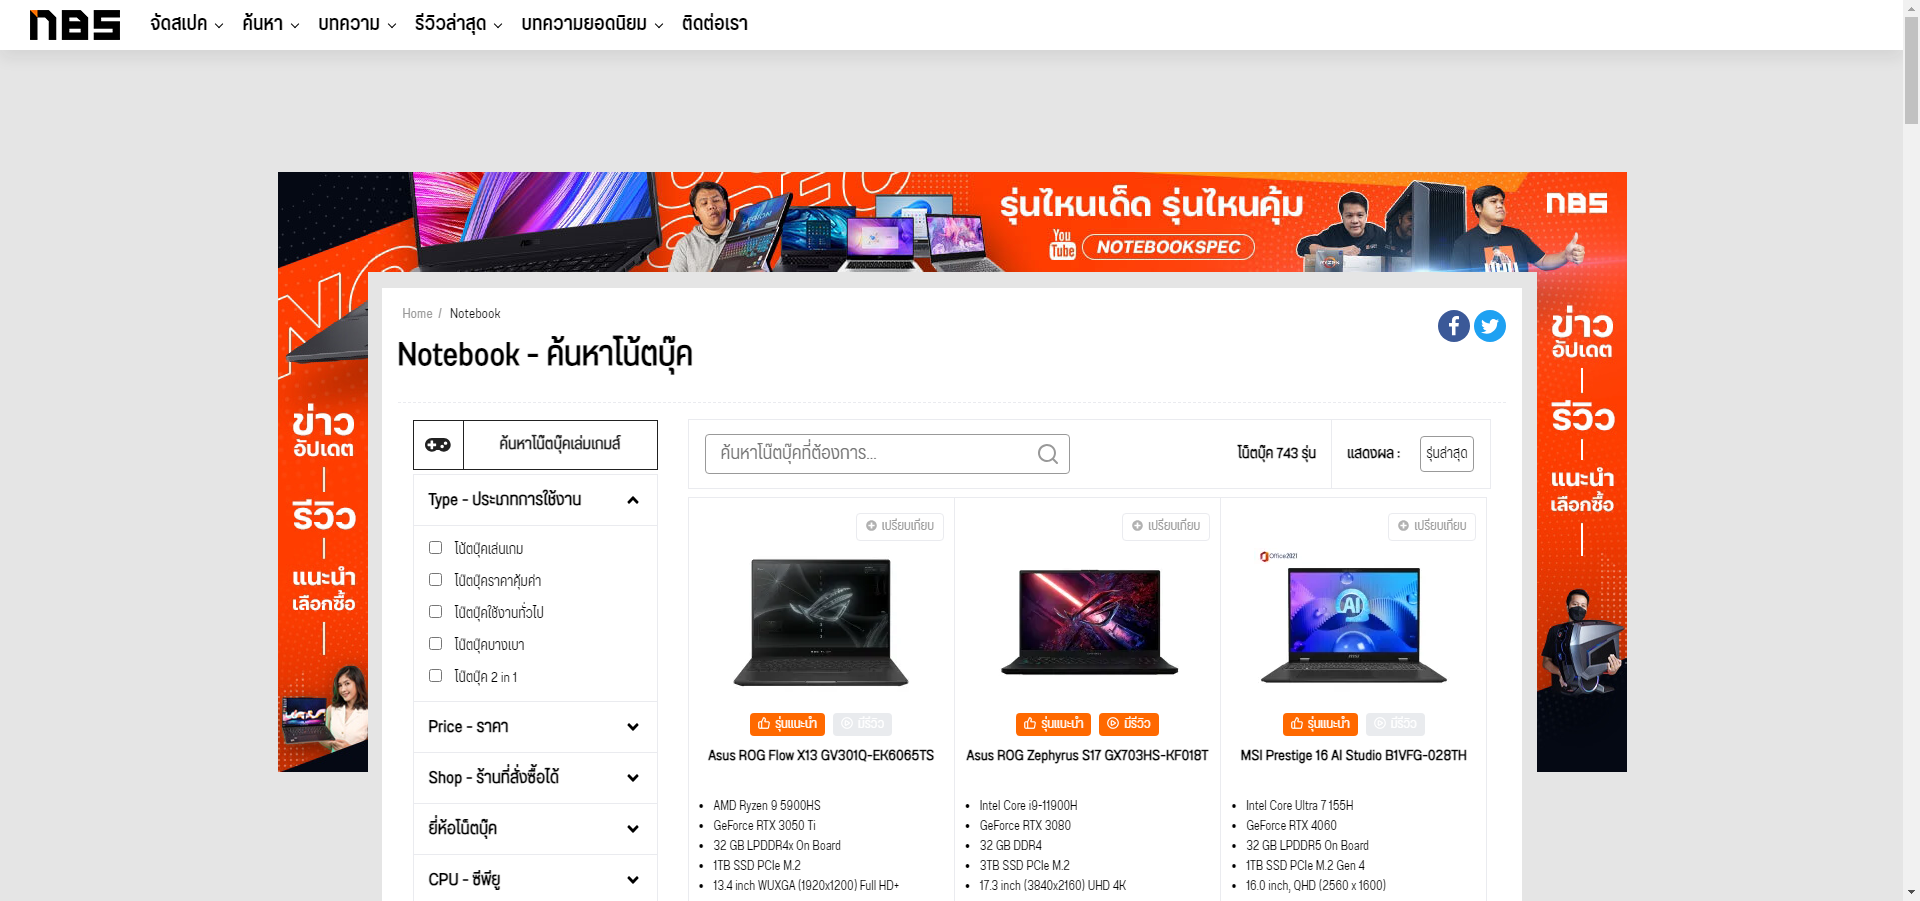 nBS
จัดสเปค
ค้นหา
บทความ
รีวิวล่าสุด
บทความยอดนิยม
ติดต่อเรา
รุ่นไหนเด็ด รุ่นไหนคุ้ม
You Tube NOTEBOOKSPEC
nBS
ข่าว
อัปเดต
รีวิว
แนะนำ
เลือกซื้อ
ข่าว
อัปเดต
รีวิว
แนะนำ
เลือกซื้อ
Home / Notebook
Notebook - ค้นหาโน้ตบุ๊ค
ค้นหาโน๊ตบุ๊คเล่มเกมส์
Type - ประเภทการใช้งาน
โน้ตบุ๊คเล่นเกม
โน๊ตบุ๊คราคาคุ้มค่า
โน๊ตบุ๊คใช้งานทั่วไป
โน๊ตบุ๊คบางเบา
โน๊ตบุ๊ค 2 in 1
Price - ราคา
Shop - ร้านที่สั่งซื้อได้
ยี่ห้อโน๊ตบุ๊ค
CPU - ซีพียู
ค้นหาโน๊ตบุ๊คที่ต้องการ...
โน็ตบุ๊ค 743 รุ่น
แสดงผล :
รุ่นล่าสุด
เปรียบเทียบ
รุ่นแนะนำ
มีรีวิว
Asus ROG Flow X13 GV301Q-EK6065TS
AMD Ryzen 9 5900HS
GeForce RTX 3050 Ti
32 GB LPDDR4x On Board
1TB SSD PCIe M.2
13.4 inch WUXGA (1920x1200) Full HD+
เปรียบเทียบ
รุ่นแนะนำ
มีรีวิว
Asus ROG Zephyrus S17 GX703HS-KF018T
Intel Core i9-11900H
GeForce RTX 3080
32 GB DDR4
3TB SSD PCIe M.2
17.3 inch (3840x2160) UHD 4K
เปรียบเทียบ
Office2021
AI
รุ่นแนะนำ
มีรีวิว
MSI Prestige 16 AI Studio B1VFG-028TH
Intel Core Ultra 7 155H
GeForce RTX 4060
32 GB LPDDR5 On Board
1TB SSD PCIe M.2 Gen 4
16.0 inch, QHD (2560 x 1600)